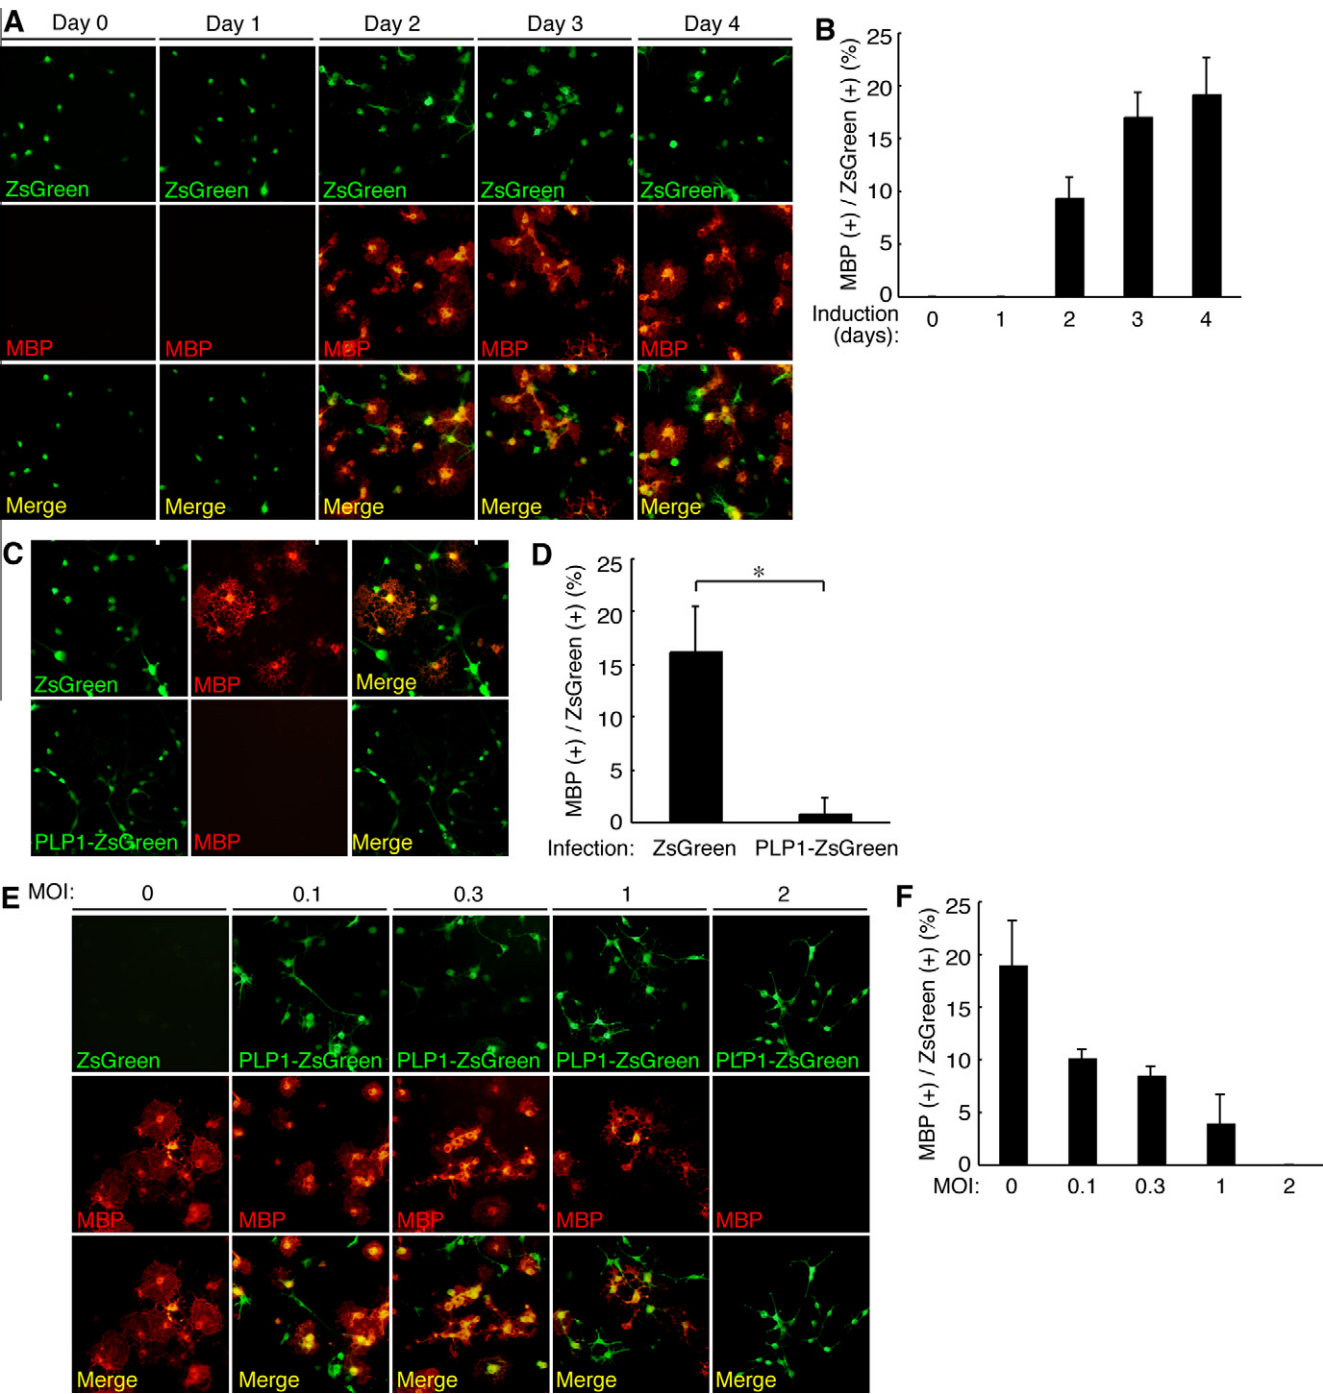 A
Day 0 Day 1 Day 2 Day 3 Day 4
ZsGreen ZsGreen ZsGreen ZsGreen ZsGreen
MBP MBP MBP MBP MBP
Merge Merge Merge Merge Merge
B
MBP (+) / ZsGreen (+) (%)
25
20
15
10
5
0
Induction (days): 0 1 2 3 4
C
ZsGreen MBP Merge
PLP1-ZsGreen MBP Merge
D
MBP (+) / ZsGreen (+) (%)
25
20
15
10
5
0
*
Infection: ZsGreen PLP1-ZsGreen
E
MOI: 0 0.1 0.3 1 2
ZsGreen PLP1-ZsGreen PLP1-ZsGreen PLP1-ZsGreen PLP1-ZsGreen
MBP MBP MBP MBP MBP
Merge Merge Merge Merge Merge
F
MBP (+) / ZsGreen (+) (%)
25
20
15
10
5
0
MOI: 0 0.1 0.3 1 2